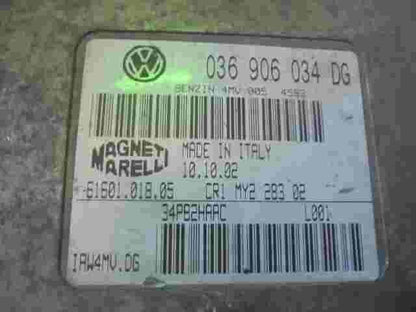 036 906 034 DG
BENZIN 4MV 005 4593
MAGNETI
MARELLI
MADE IN ITALY
10.10.02
61601.018.05 CR1 MY2 283 02
34P82HAAC L001
IAW4MV.DG